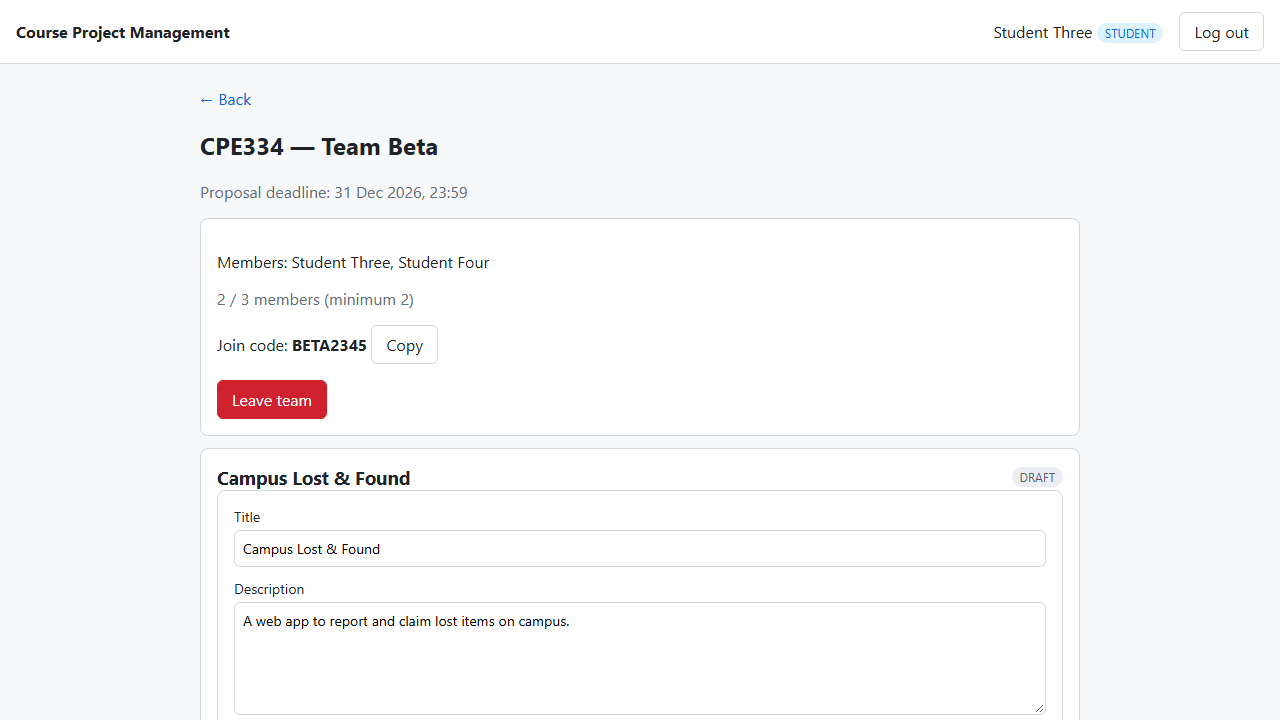 Course Project Management
Student Three STUDENT Log out
← Back
CPE334 — Team Beta
Proposal deadline: 31 Dec 2026, 23:59
Members: Student Three, Student Four
2 / 3 members (minimum 2)
Join code: BETA2345 Copy
Leave team
Campus Lost & Found DRAFT
Title
Campus Lost & Found
Description
A web app to report and claim lost items on campus.